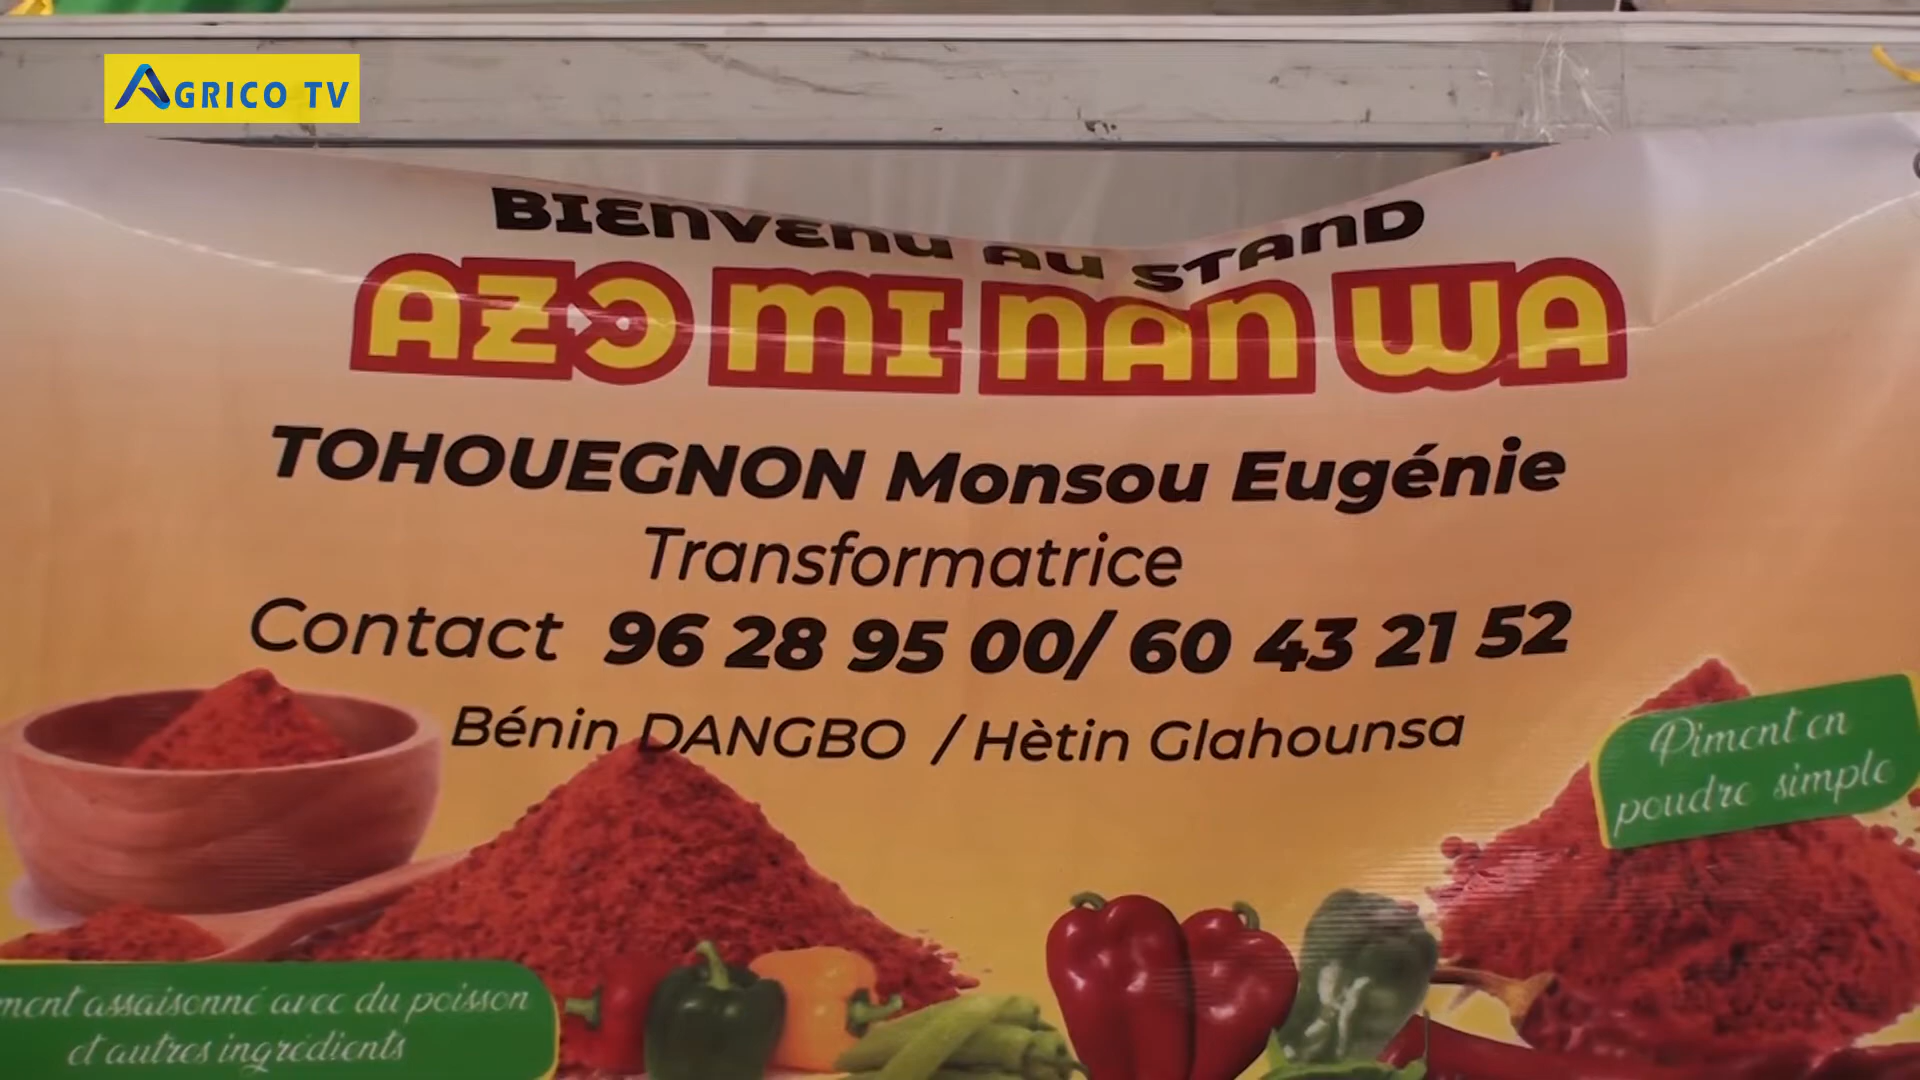 AGRICO TV
BIENVENU AU STAND
AZƆ MI NAN WA
TOHOUEGNON Monsou Eugénie
Transformatrice
Contact 96 28 95 00/ 60 43 21 52
Bénin DANGBO / Hètin Glahounsa
Piment en
poudre simple
assaisonné avec du poisson
et autres ingrédients